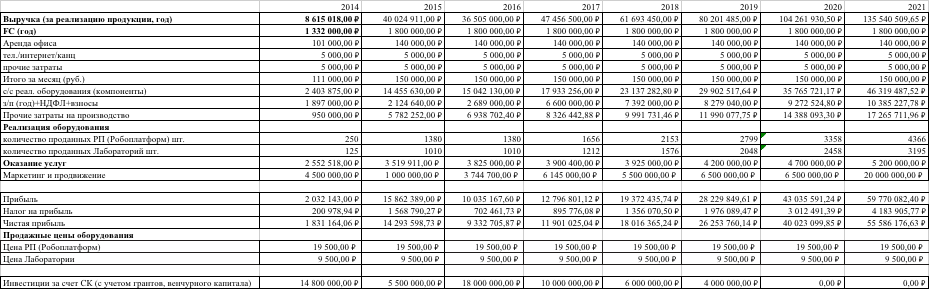 2014 2015 2016 2017 2018 2019 2020 2021
Выручка (за реализацию продукции, год) 8 615 018,00 ₽ 40 024 911,00 ₽ 36 505 000,00 ₽ 47 456 500,00 ₽ 61 693 450,00 ₽ 80 201 485,00 ₽ 104 261 930,50 ₽ 135 540 509,65 ₽
FC (год) 1 332 000,00 ₽ 1 800 000,00 ₽ 1 800 000,00 ₽ 1 800 000,00 ₽ 1 800 000,00 ₽ 1 800 000,00 ₽ 1 800 000,00 ₽ 1 800 000,00 ₽
Аренда офиса 101 000,00 ₽ 140 000,00 ₽ 140 000,00 ₽ 140 000,00 ₽ 140 000,00 ₽ 140 000,00 ₽ 140 000,00 ₽ 140 000,00 ₽
тел./интернет/канц 5 000,00 ₽ 5 000,00 ₽ 5 000,00 ₽ 5 000,00 ₽ 5 000,00 ₽ 5 000,00 ₽ 5 000,00 ₽ 5 000,00 ₽
прочие затраты 5 000,00 ₽ 5 000,00 ₽ 5 000,00 ₽ 5 000,00 ₽ 5 000,00 ₽ 5 000,00 ₽ 5 000,00 ₽ 5 000,00 ₽
Итого за месяц (руб.) 111 000,00 ₽ 150 000,00 ₽ 150 000,00 ₽ 150 000,00 ₽ 150 000,00 ₽ 150 000,00 ₽ 150 000,00 ₽ 150 000,00 ₽
с/с реал. оборудования (компоненты) 2 403 875,00 ₽ 14 455 630,00 ₽ 15 042 130,00 ₽ 17 933 256,00 ₽ 23 137 282,80 ₽ 29 902 517,64 ₽ 35 765 721,17 ₽ 46 319 487,52 ₽
з/п (год)+НДФЛ+взносы 1 897 000,00 ₽ 2 124 640,00 ₽ 2 689 000,00 ₽ 6 600 000,00 ₽ 7 392 000,00 ₽ 8 279 040,00 ₽ 9 272 524,80 ₽ 10 385 227,78 ₽
Прочие затраты на производство 950 000,00 ₽ 5 782 252,00 ₽ 6 938 702,40 ₽ 8 326 442,88 ₽ 9 991 731,46 ₽ 11 990 077,75 ₽ 14 388 093,30 ₽ 17 265 711,96 ₽
Реализация оборудования
количество проданных РП (Робоплатформ) шт. 250 1380 1380 1656 2153 2799 3358 4366
количество проданных Лабораторий шт. 125 1010 1010 1212 1576 2048 2458 3195
Оказание услуг 2 552 518,00 ₽ 3 519 911,00 ₽ 3 825 000,00 ₽ 3 900 400,00 ₽ 3 925 000,00 ₽ 4 200 000,00 ₽ 4 700 000,00 ₽ 5 200 000,00 ₽
Маркетинг и продвижение 4 500 000,00 ₽ 1 000 000,00 ₽ 3 744 700,00 ₽ 6 145 000,00 ₽ 5 500 000,00 ₽ 6 500 000,00 ₽ 6 500 000,00 ₽ 20 000 000,00 ₽
Прибыль 2 032 143,00 ₽ 15 862 389,00 ₽ 10 035 167,60 ₽ 12 796 801,12 ₽ 19 372 435,74 ₽ 28 229 849,61 ₽ 43 035 591,24 ₽ 59 770 082,40 ₽
Налог на прибыль 200 978,94 ₽ 1 568 790,27 ₽ 702 461,73 ₽ 895 776,08 ₽ 1 356 070,50 ₽ 1 976 089,47 ₽ 3 012 491,39 ₽ 4 183 905,77 ₽
Чистая прибыль 1 831 164,06 ₽ 14 293 598,73 ₽ 9 332 705,87 ₽ 11 901 025,04 ₽ 18 016 365,24 ₽ 26 253 760,14 ₽ 40 023 099,85 ₽ 55 586 176,63 ₽
Продажные цены оборудования
Цена РП (Робоплатформ) 19 500,00 ₽ 19 500,00 ₽ 19 500,00 ₽ 19 500,00 ₽ 19 500,00 ₽ 19 500,00 ₽ 19 500,00 ₽ 19 500,00 ₽
Цена Лаборатории 9 500,00 ₽ 9 500,00 ₽ 9 500,00 ₽ 9 500,00 ₽ 9 500,00 ₽ 9 500,00 ₽ 9 500,00 ₽ 9 500,00 ₽
Инвестиции за счет СК (с учетом грантов, венчурного капитала) 14 800 000,00 ₽ 5 500 000,00 ₽ 18 000 000,00 ₽ 10 000 000,00 ₽ 6 000 000,00 ₽ 4 000 000,00 ₽ 0,00 ₽ 0,00 ₽